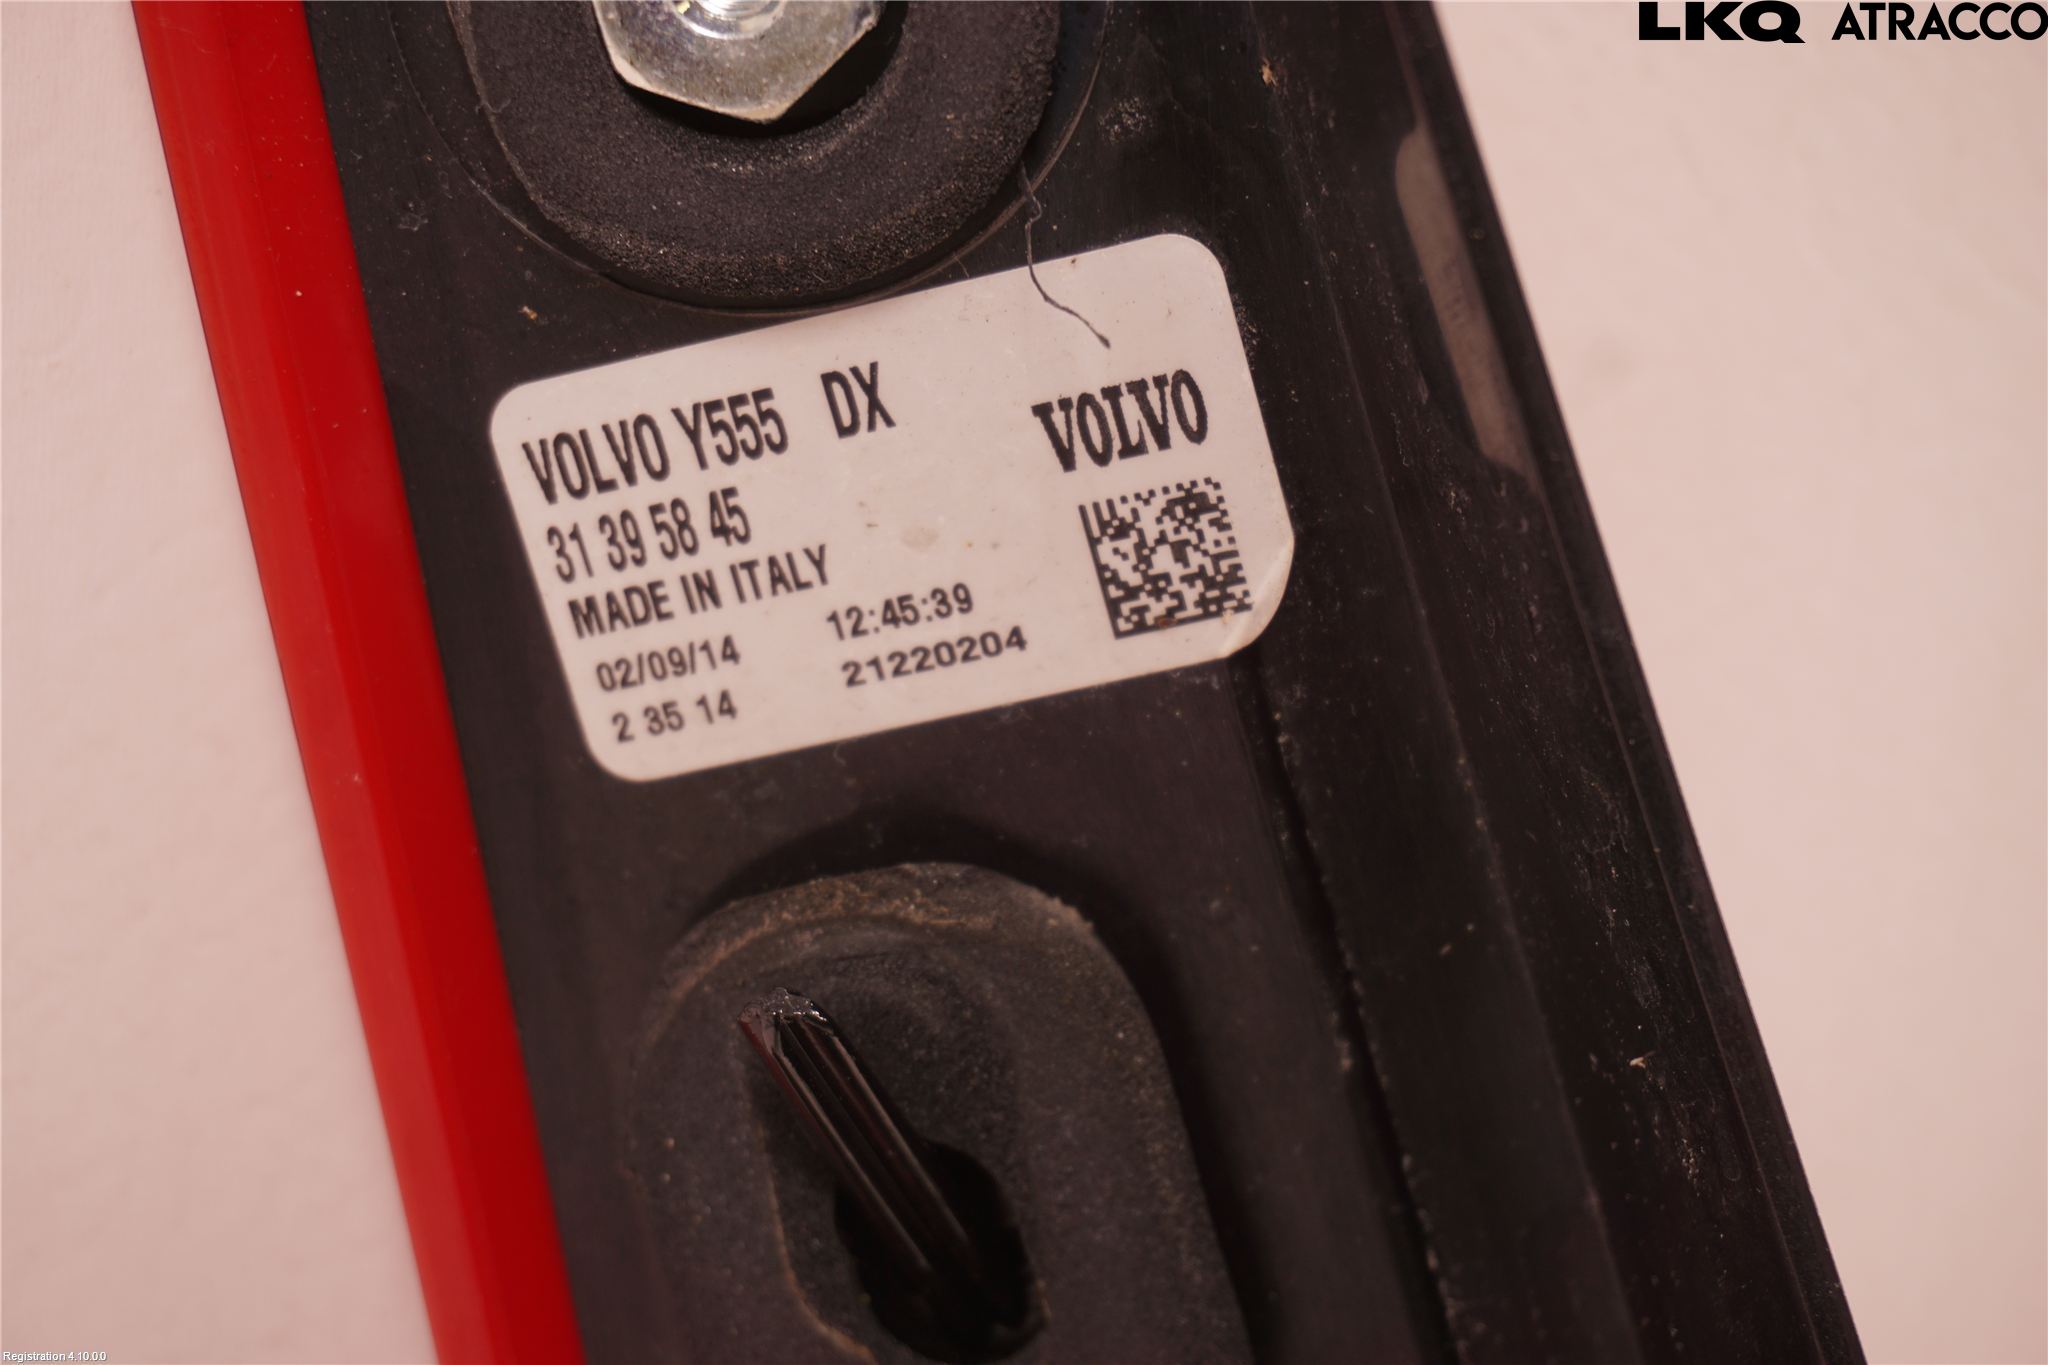 LKQ ATRACCO
VOLVO Y555 DX
VOLVO
31 39 58 45
MADE IN ITALY
02/09/14 12:45:39
2 35 14 21220204
Registration 4.10.0.0